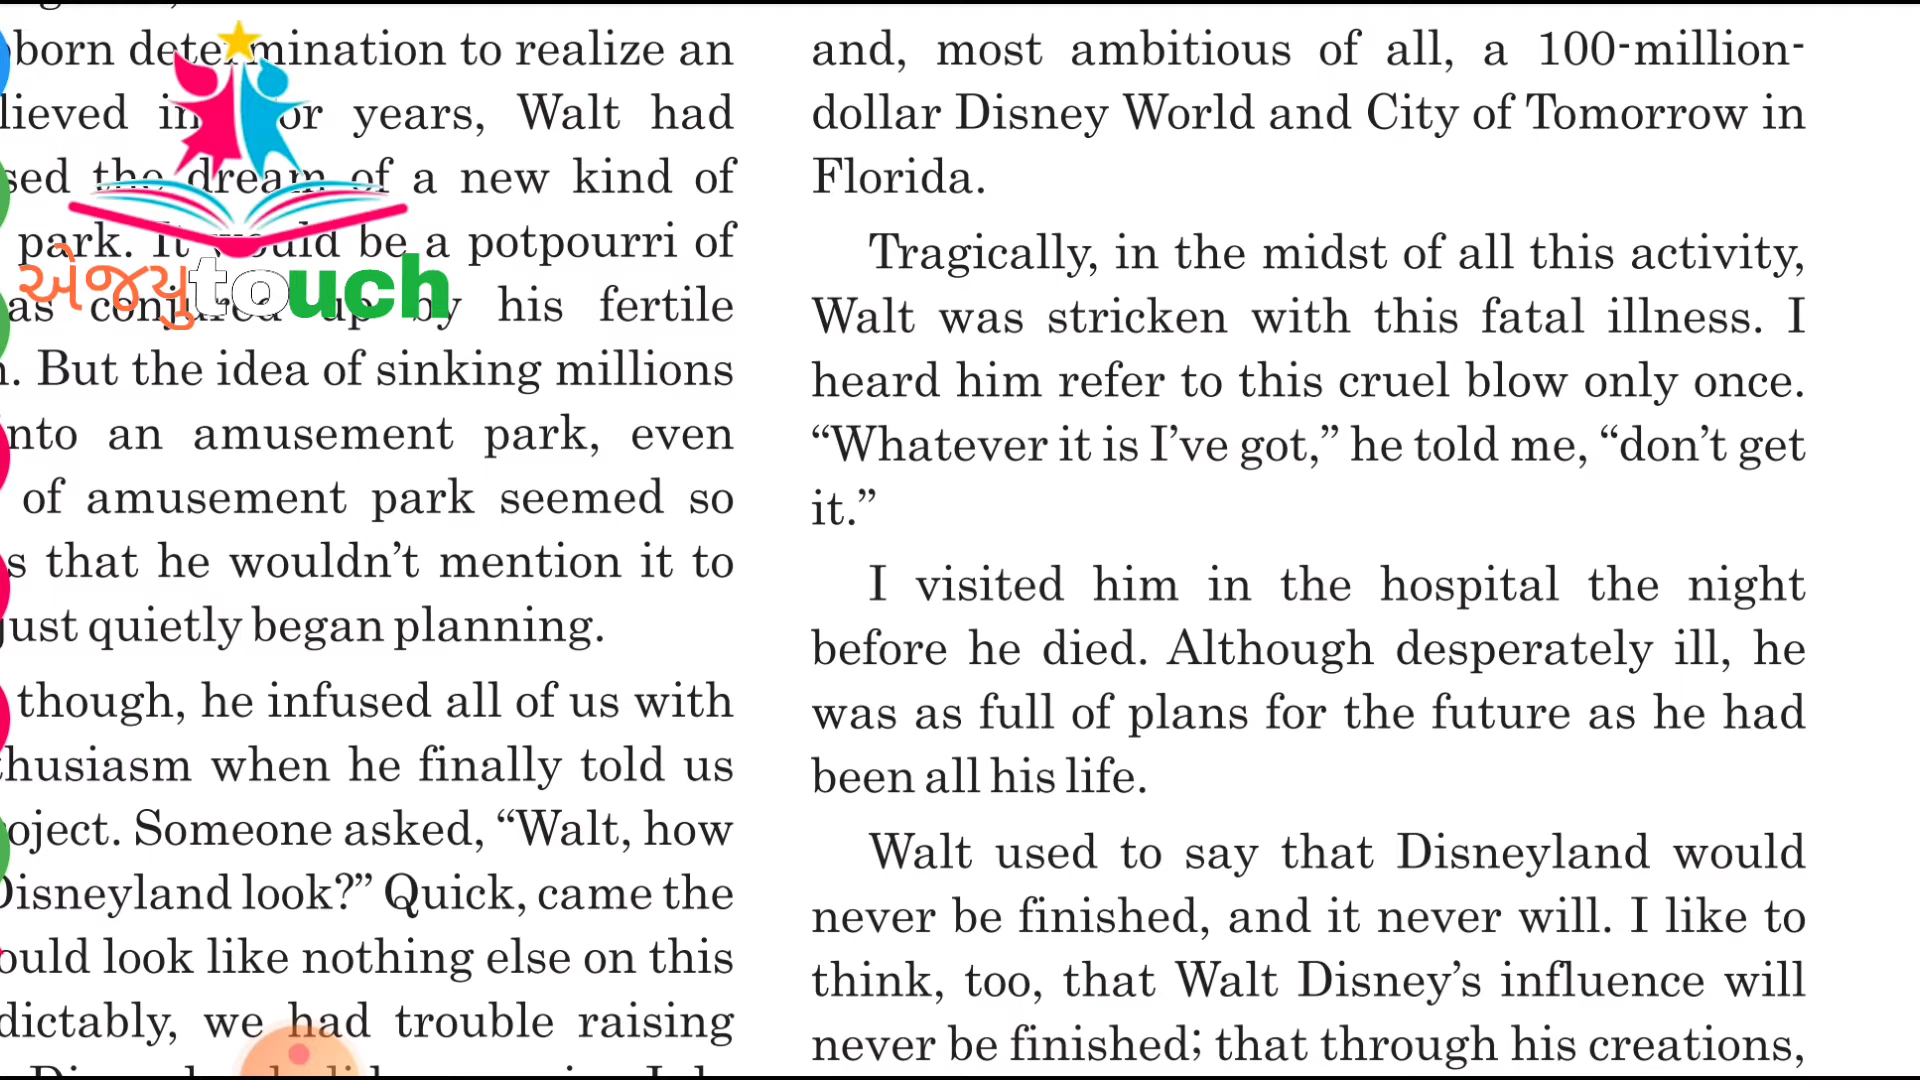 born determination to realize an
lieved in for years, Walt had
sed the dream of a new kind of
park. It would be a potpourri of
as conjured up by his fertile
. But the idea of sinking millions
nto an amusement park, even
of amusement park seemed so
s that he wouldn't mention it to
just quietly began planning.
though, he infused all of us with
thusiasm when he finally told us
oject. Someone asked, “Walt, how
Disneyland look?” Quick, came the
ould look like nothing else on this
dictably, we had trouble raising
એજયુtouch
and, most ambitious of all, a 100-million-
dollar Disney World and City of Tomorrow in
Florida.
Tragically, in the midst of all this activity,
Walt was stricken with this fatal illness. I
heard him refer to this cruel blow only once.
“Whatever it is I’ve got,” he told me, “don’t get
it.”
I visited him in the hospital the night
before he died. Although desperately ill, he
was as full of plans for the future as he had
been all his life.
Walt used to say that Disneyland would
never be finished, and it never will. I like to
think, too, that Walt Disney’s influence will
never be finished; that through his creations,